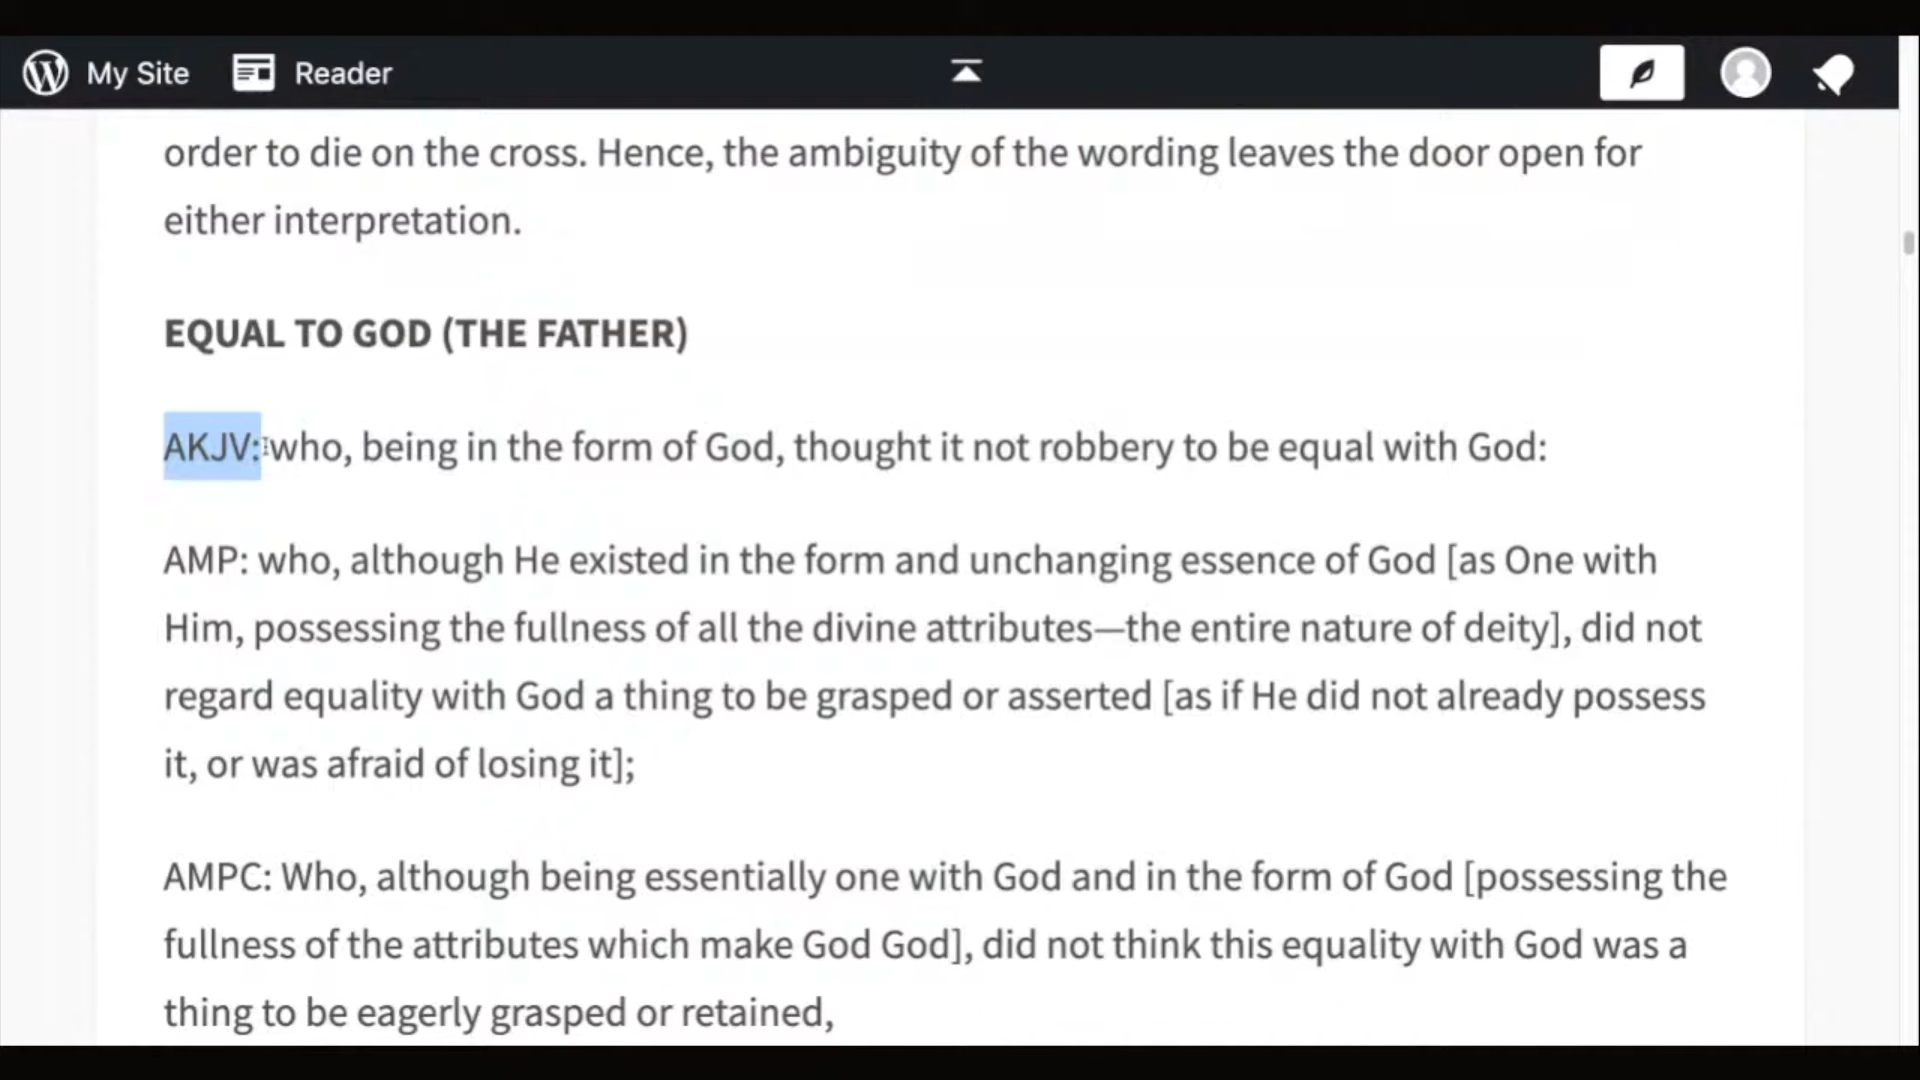 My Site Reader
order to die on the cross. Hence, the ambiguity of the wording leaves the door open for
either interpretation.
EQUAL TO GOD (THE FATHER)
AKJV: who, being in the form of God, thought it not robbery to be equal with God:
AMP: who, although He existed in the form and unchanging essence of God [as One with
Him, possessing the fullness of all the divine attributes—the entire nature of deity], did not
regard equality with God a thing to be grasped or asserted [as if He did not already possess
it, or was afraid of losing it];
AMPC: Who, although being essentially one with God and in the form of God [possessing the
fullness of the attributes which make God God], did not think this equality with God was a
thing to be eagerly grasped or retained,